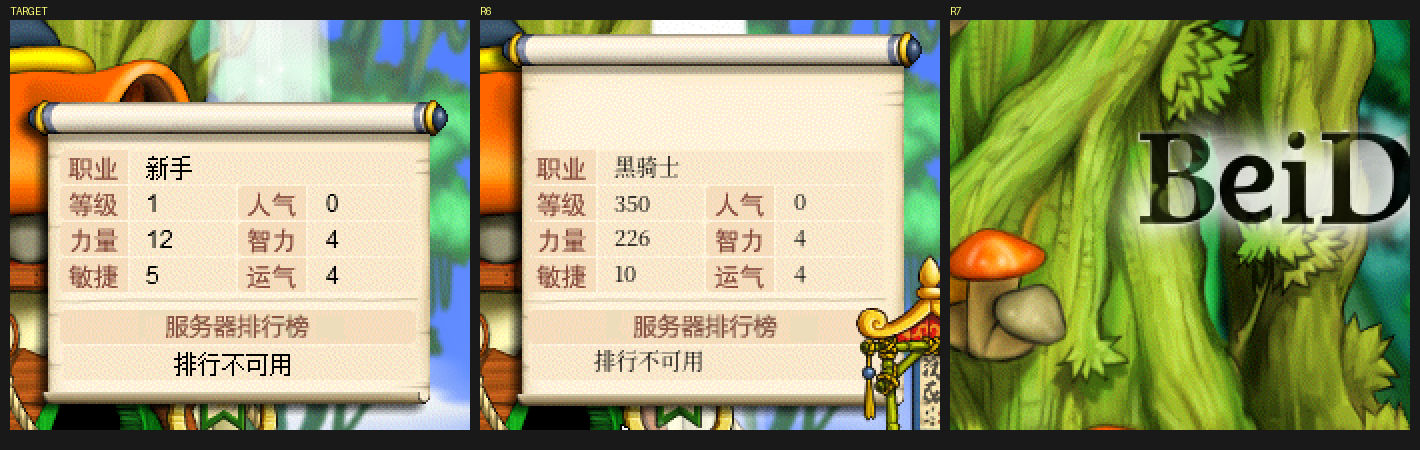 TARGET
职业 新手
等级 1 人气 0
力量 12 智力 4
敏捷 5 运气 4
服务器排行榜
排行不可用
R6
职业 黑骑士
等级 350 人气 0
力量 226 智力 4
敏捷 10 运气 4
服务器排行榜
排行不可用
R7
BeiD